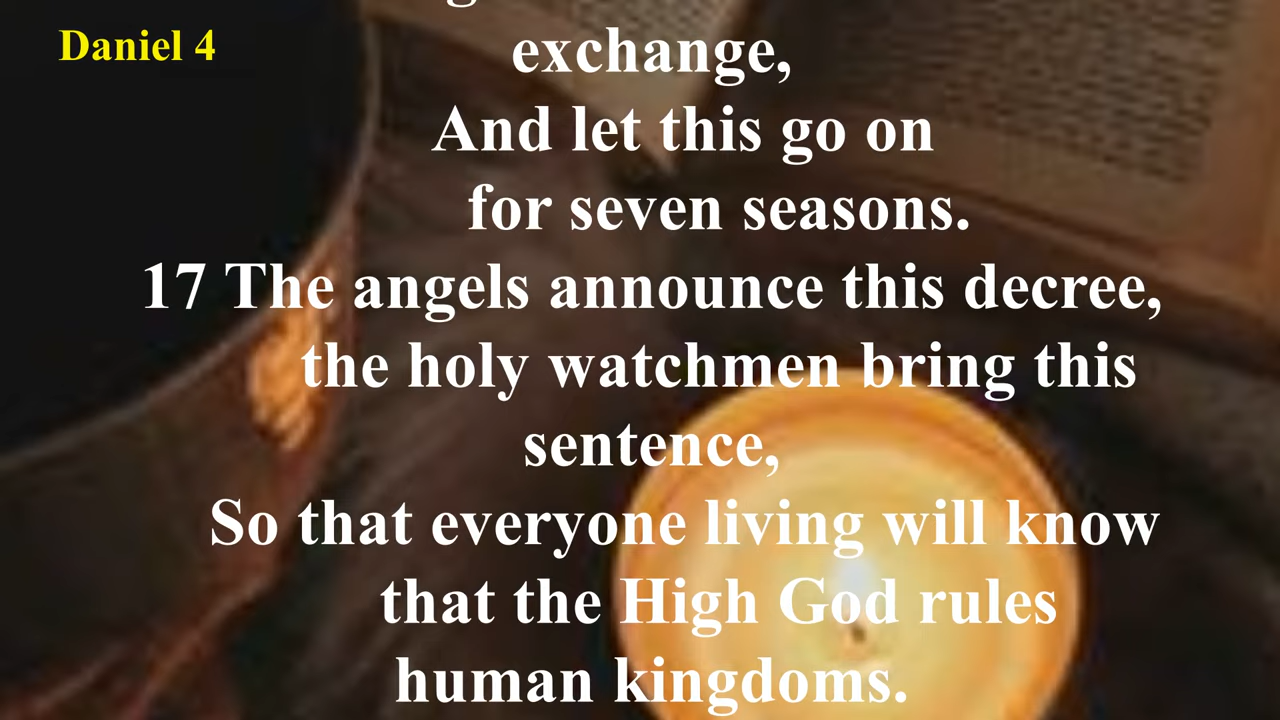 Daniel 4
exchange,
And let this go on
for seven seasons.
17 The angels announce this decree,
the holy watchmen bring this
sentence,
So that everyone living will know
that the High God rules
human kingdoms.